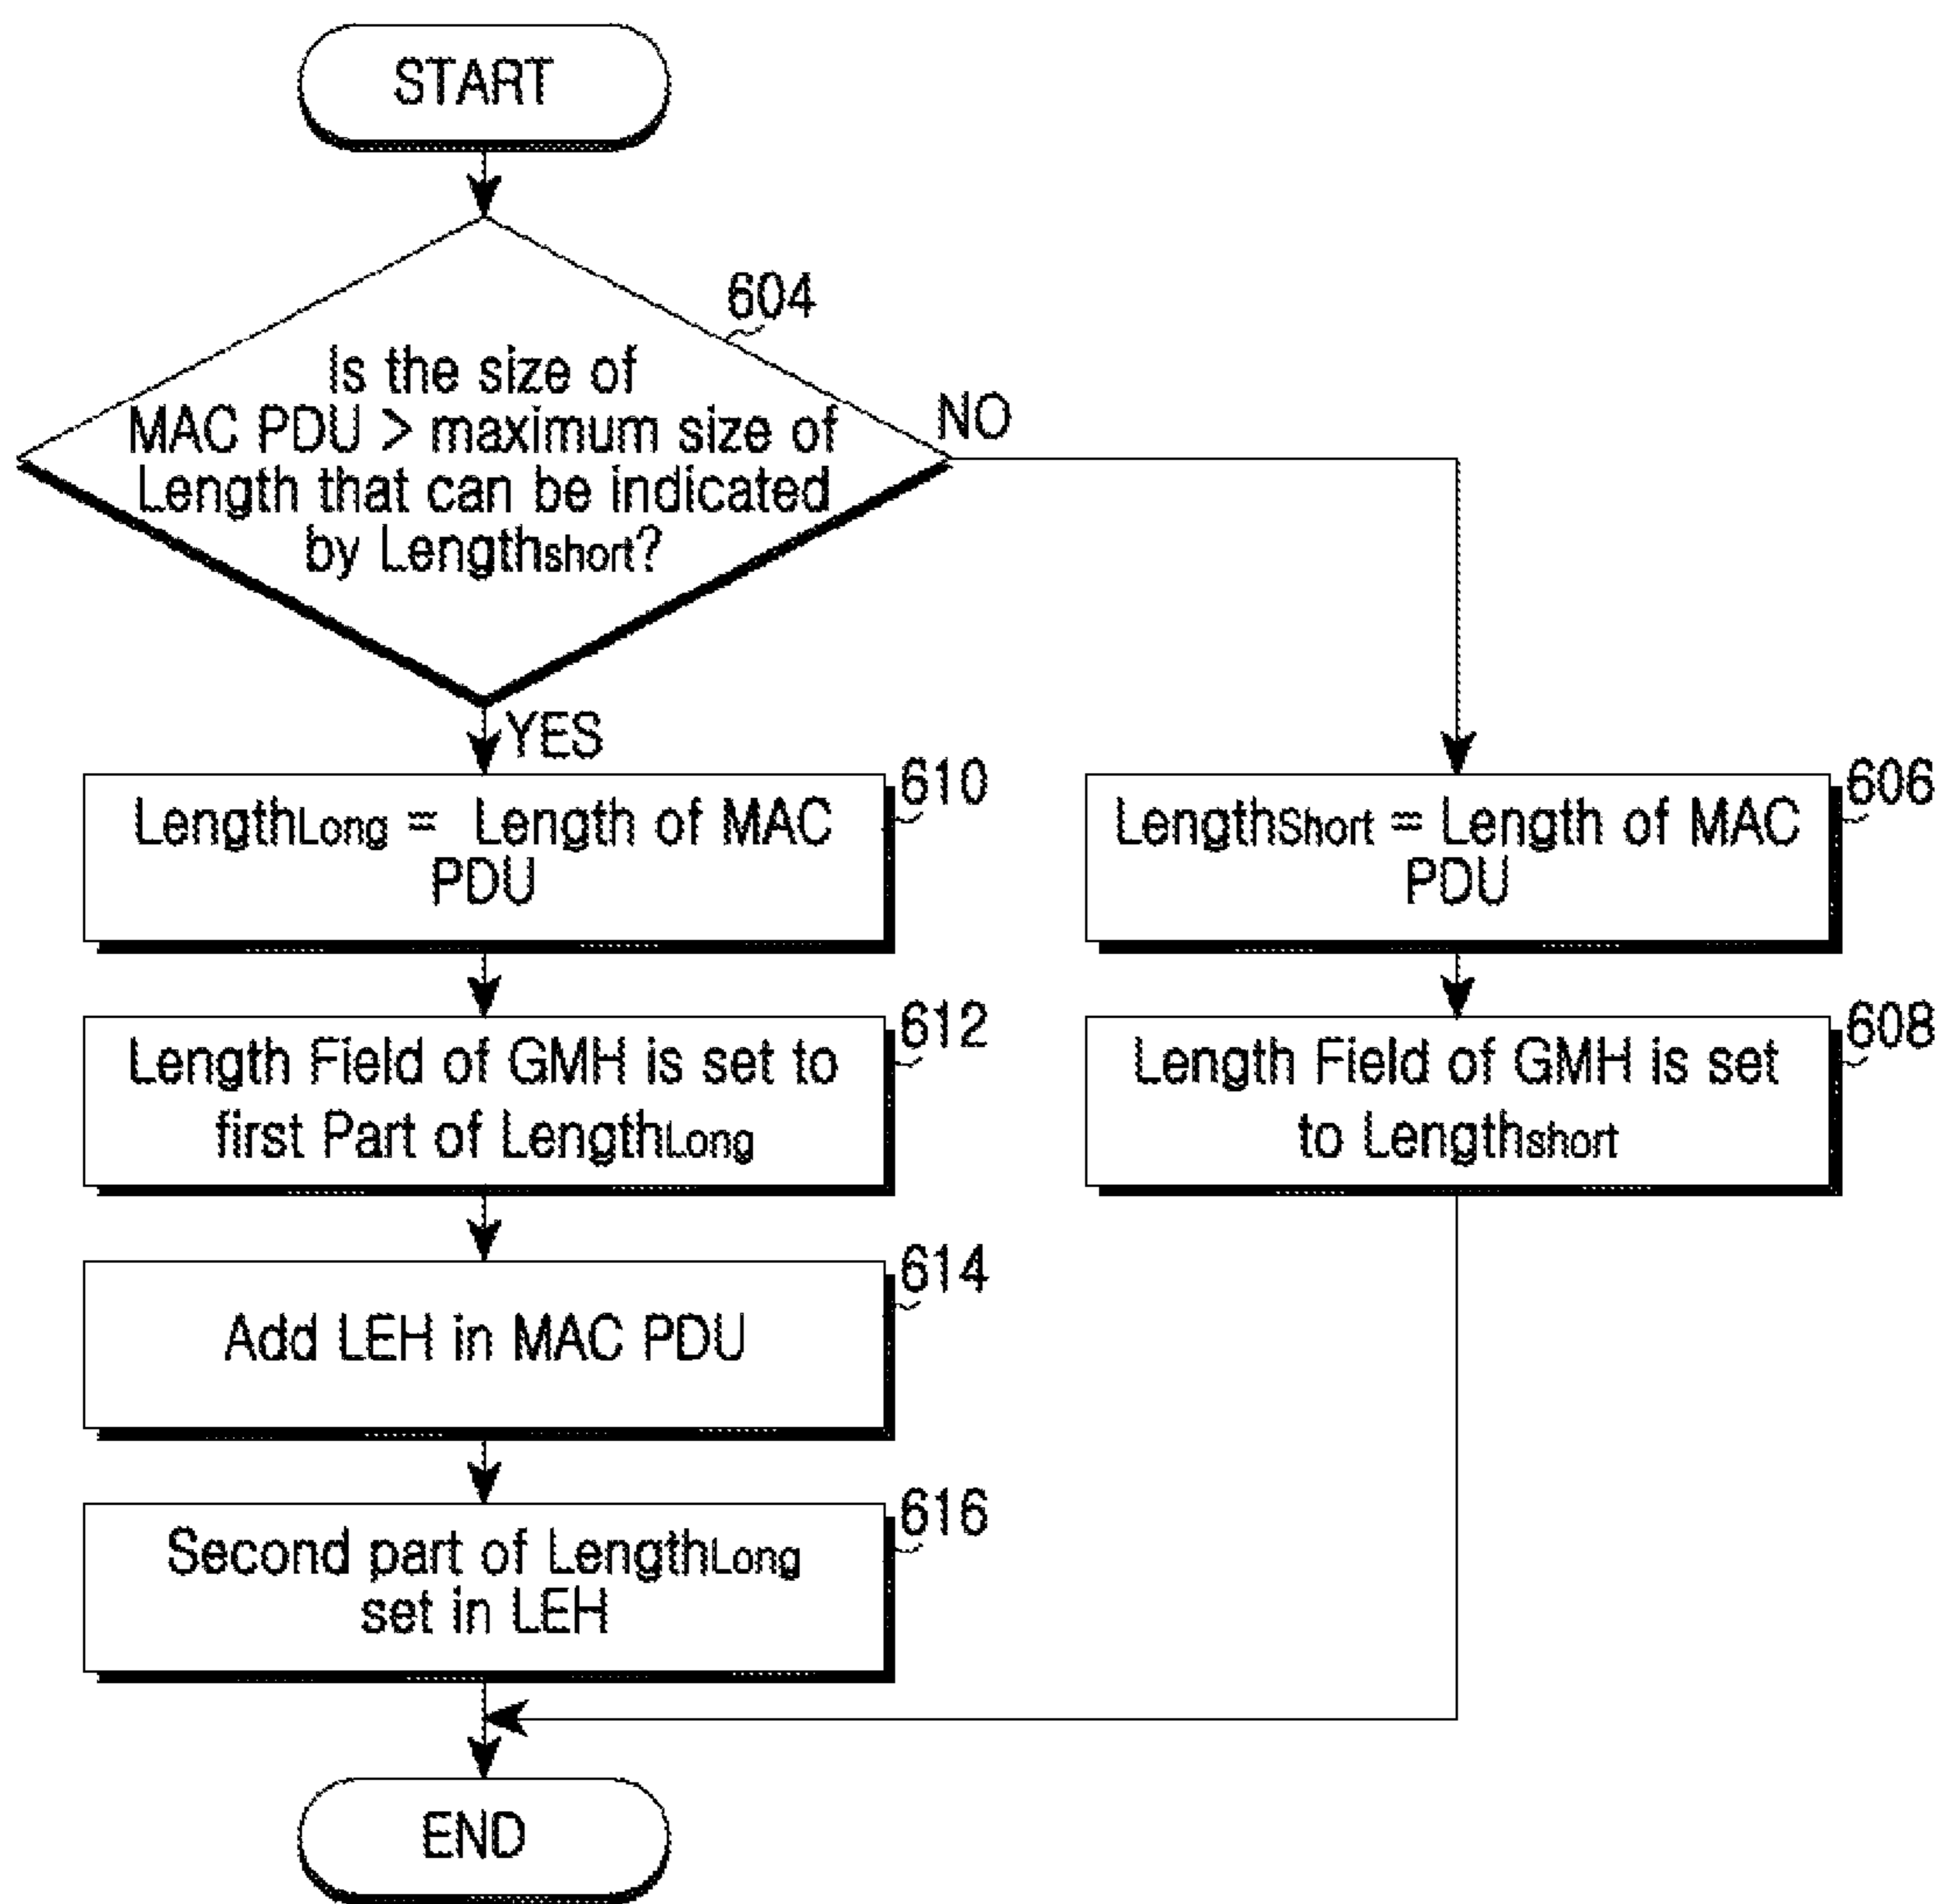 START
604
Is the size of
MAC PDU > maximum size of
Length that can be indicated
by Lengthshort?
NO
YES
610
LengthLong = Length of MAC
PDU
606
LengthShort = Length of MAC
PDU
612
Length Field of GMH is set to
first Part of LengthLong
608
Length Field of GMH is set
to Lengthshort
614
Add LEH in MAC PDU
616
Second part of LengthLong
set in LEH
END